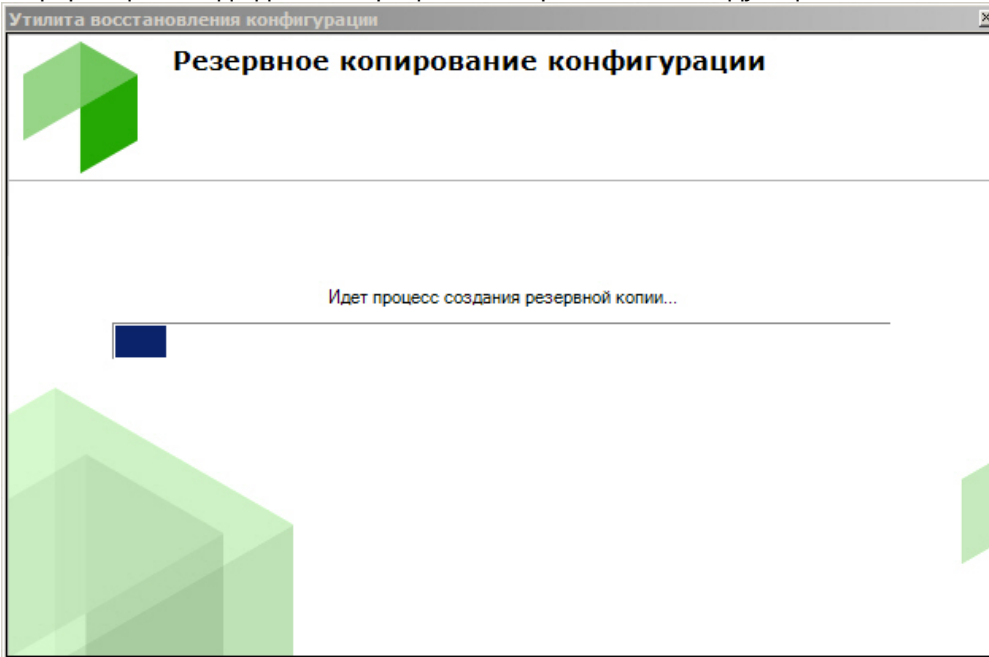 Утилита восстановления конфигурации
Резервное копирование конфигурации
Идет процесс создания резервной копии...